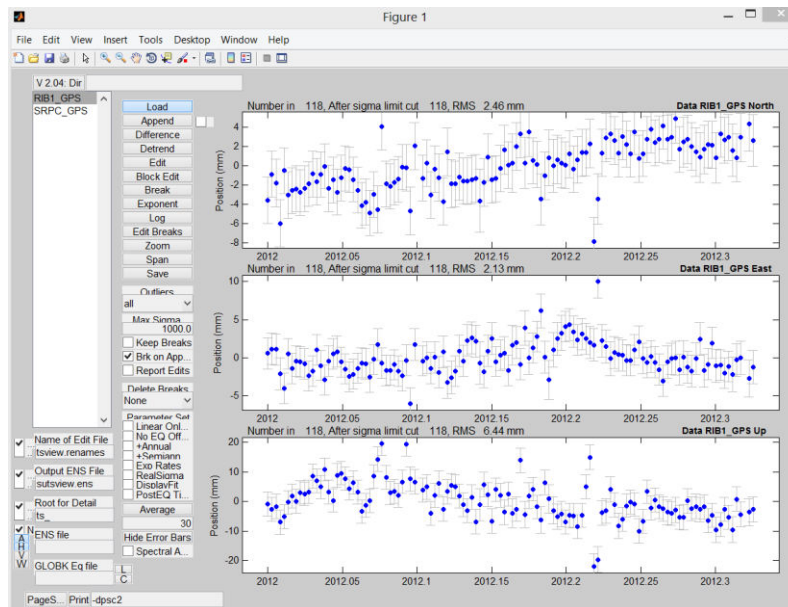 Figure 1
File Edit View Insert Tools Desktop Window Help
V 2.04: Dir
RIB1_GPS
SRPC_GPS
Load
Append
Difference
Detrend
Edit
Block Edit
Break
Exponent
Log
Edit Breaks
Zoom
Span
Save
Outliers
all
Max Sigma
1000.0
Keep Breaks
Brk on App...
Report Edits
Delete Breaks
None
Parameter Set
Linear Onl...
No EQ Off...
+Annual
+Semiann
Exp Rates
RealSigma
DisplayFit
PostEQ Ti...
Average
30
Hide Error Bars
Spectral A...
Name of Edit File
tsview.renames
Output ENS File
tsutsview.ens
Root for Detail
ts_
N
ENS file
A
H
V
W
GLOBK Eq file
L
C
PageS... Print -dpsc2
Number in 118, After sigma limit cut 118, RMS 2.46 mm
Data RIB1_GPS North
Position (mm)
4
2
0
-2
-4
-6
-8
2012 2012.05 2012.1 2012.15 2012.2 2012.25 2012.3
Number in 118, After sigma limit cut 118, RMS 2.13 mm
Data RIB1_GPS East
Position (mm)
10
5
0
-5
2012 2012.05 2012.1 2012.15 2012.2 2012.25 2012.3
Number in 118, After sigma limit cut 118, RMS 6.44 mm
Data RIB1_GPS Up
Position (mm)
20
10
0
-10
-20
2012 2012.05 2012.1 2012.15 2012.2 2012.25 2012.3